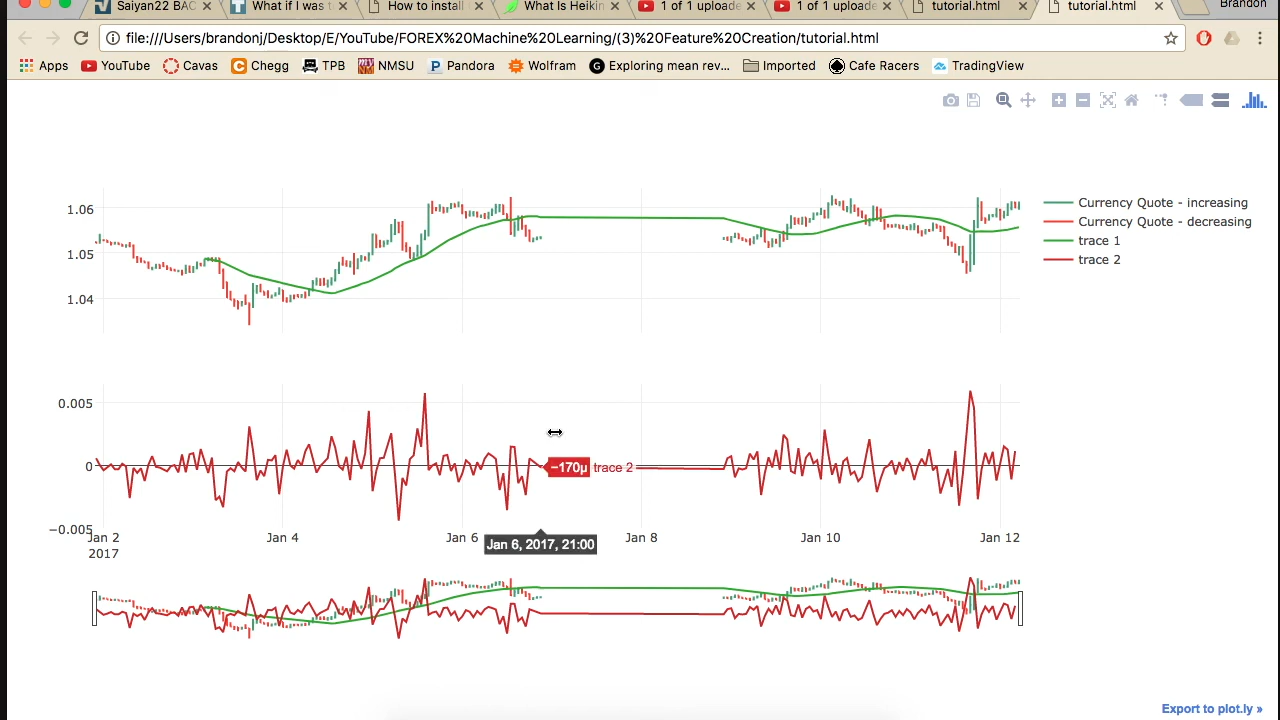 Saiyan22 BAC
What if I was t
How to install
What Is Heikin
1 of 1 uploade
1 of 1 uploade
tutorial.html
tutorial.html
Brandon
file:///Users/brandonj/Desktop/E/YouTube/FOREX%20Machine%20Learning/(3)%20Feature%20Creation/tutorial.html
Apps YouTube Cavas Chegg TPB NMSU Pandora Wolfram Exploring mean rev... Imported Cafe Racers TradingView
1.06
1.05
1.04
Currency Quote - increasing
Currency Quote - decreasing
trace 1
trace 2
0.005
0
−0.005
−170μ trace 2
Jan 2 Jan 4 Jan 6 Jan 8 Jan 10 Jan 12
2017
Jan 6, 2017, 21:00
Export to plot.ly »